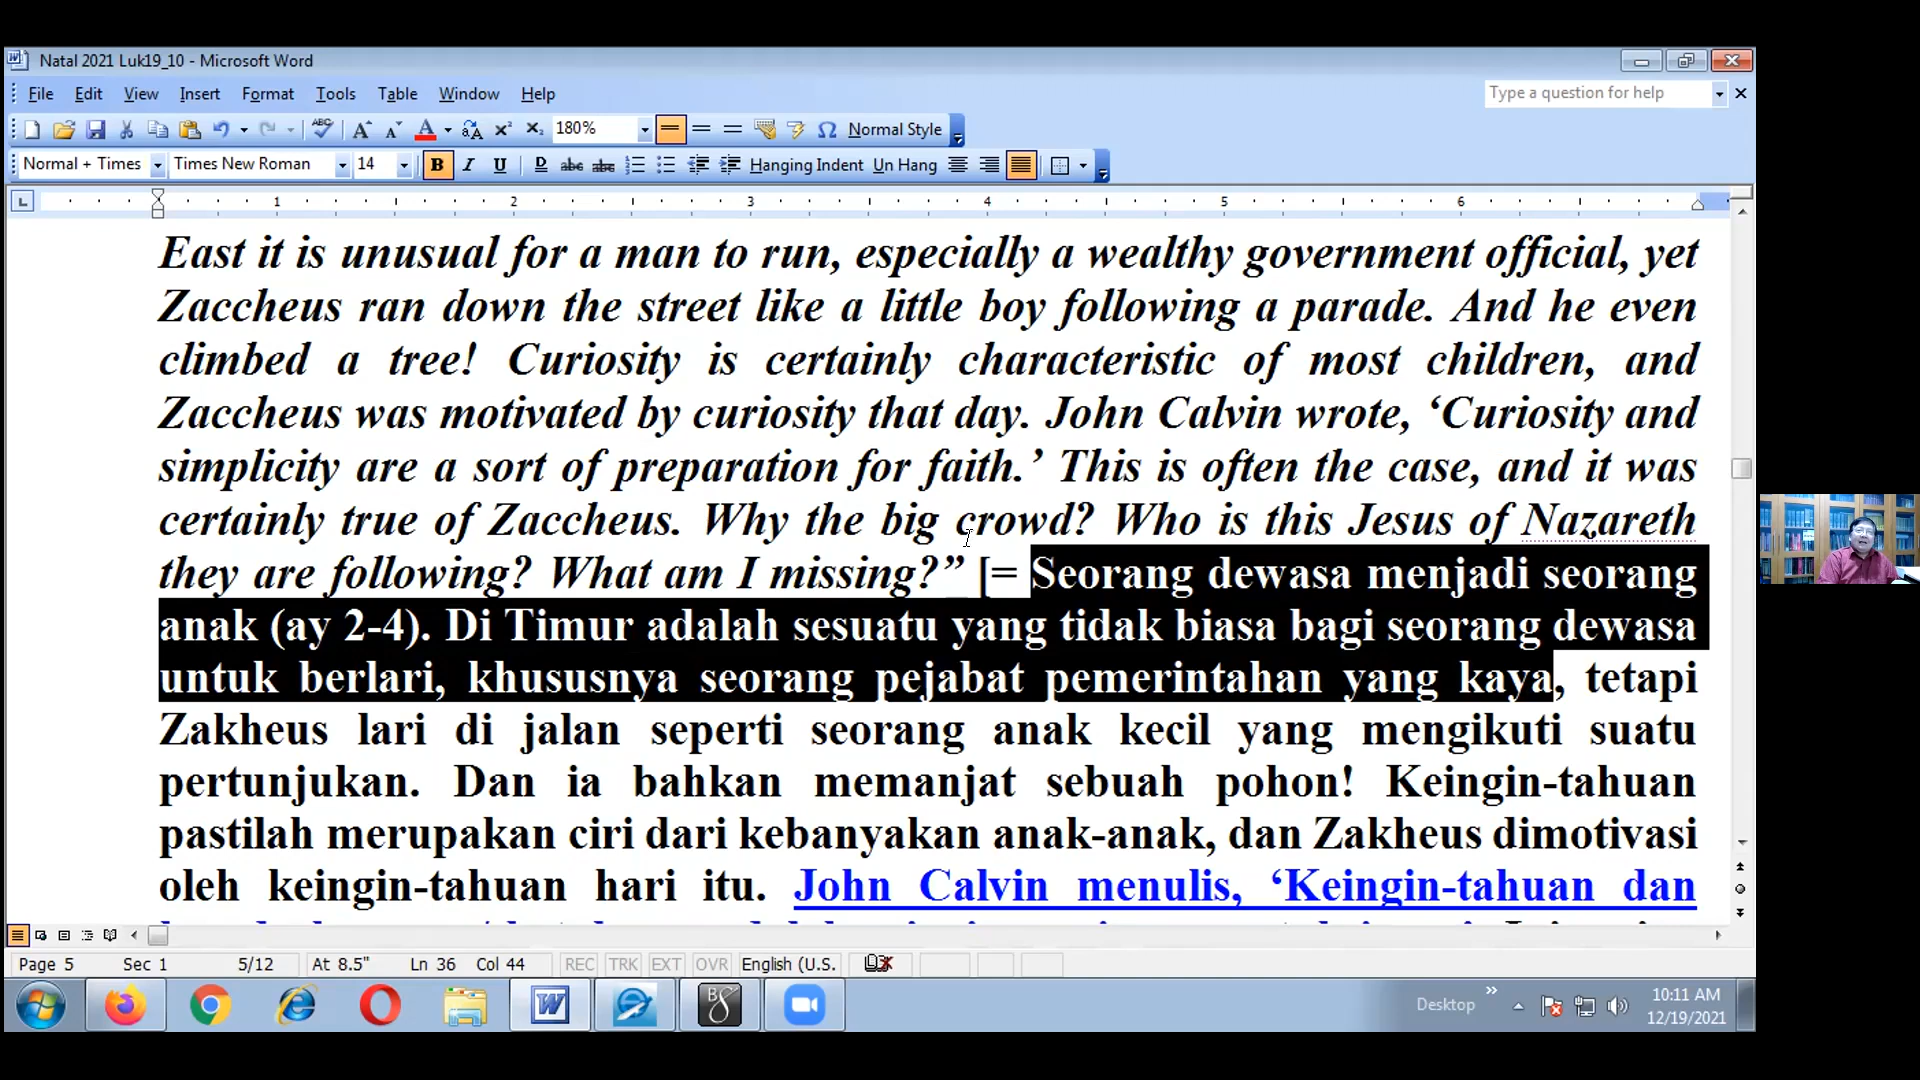 Natal 2021 Luk19_10 - Microsoft Word
File Edit View Insert Format Tools Table Window Help
Type a question for help
180% Normal Style
Normal + Times Times New Roman 14 B I U Hanging Indent Un Hang
1 2 3 4 5 6
East it is unusual for a man to run, especially a wealthy government official, yet
Zaccheus ran down the street like a little boy following a parade. And he even
climbed a tree! Curiosity is certainly characteristic of most children, and
Zaccheus was motivated by curiosity that day. John Calvin wrote, ‘Curiosity and
simplicity are a sort of preparation for faith.’ This is often the case, and it was
certainly true of Zaccheus. Why the big crowd? Who is this Jesus of Nazareth
they are following? What am I missing?” [= Seorang dewasa menjadi seorang
anak (ay 2-4). Di Timur adalah sesuatu yang tidak biasa bagi seorang dewasa
untuk berlari, khususnya seorang pejabat pemerintahan yang kaya, tetapi
Zakheus lari di jalan seperti seorang anak kecil yang mengikuti suatu
pertunjukan. Dan ia bahkan memanjat sebuah pohon! Keingin-tahuan
pastilah merupakan ciri dari kebanyakan anak-anak, dan Zakheus dimotivasi
oleh keingin-tahuan hari itu. John Calvin menulis, ‘Keingin-tahuan dan
Page 5 Sec 1 5/12 At 8.5" Ln 36 Col 44 REC TRK EXT OVR English (U.S.
Desktop
10:11 AM
12/19/2021